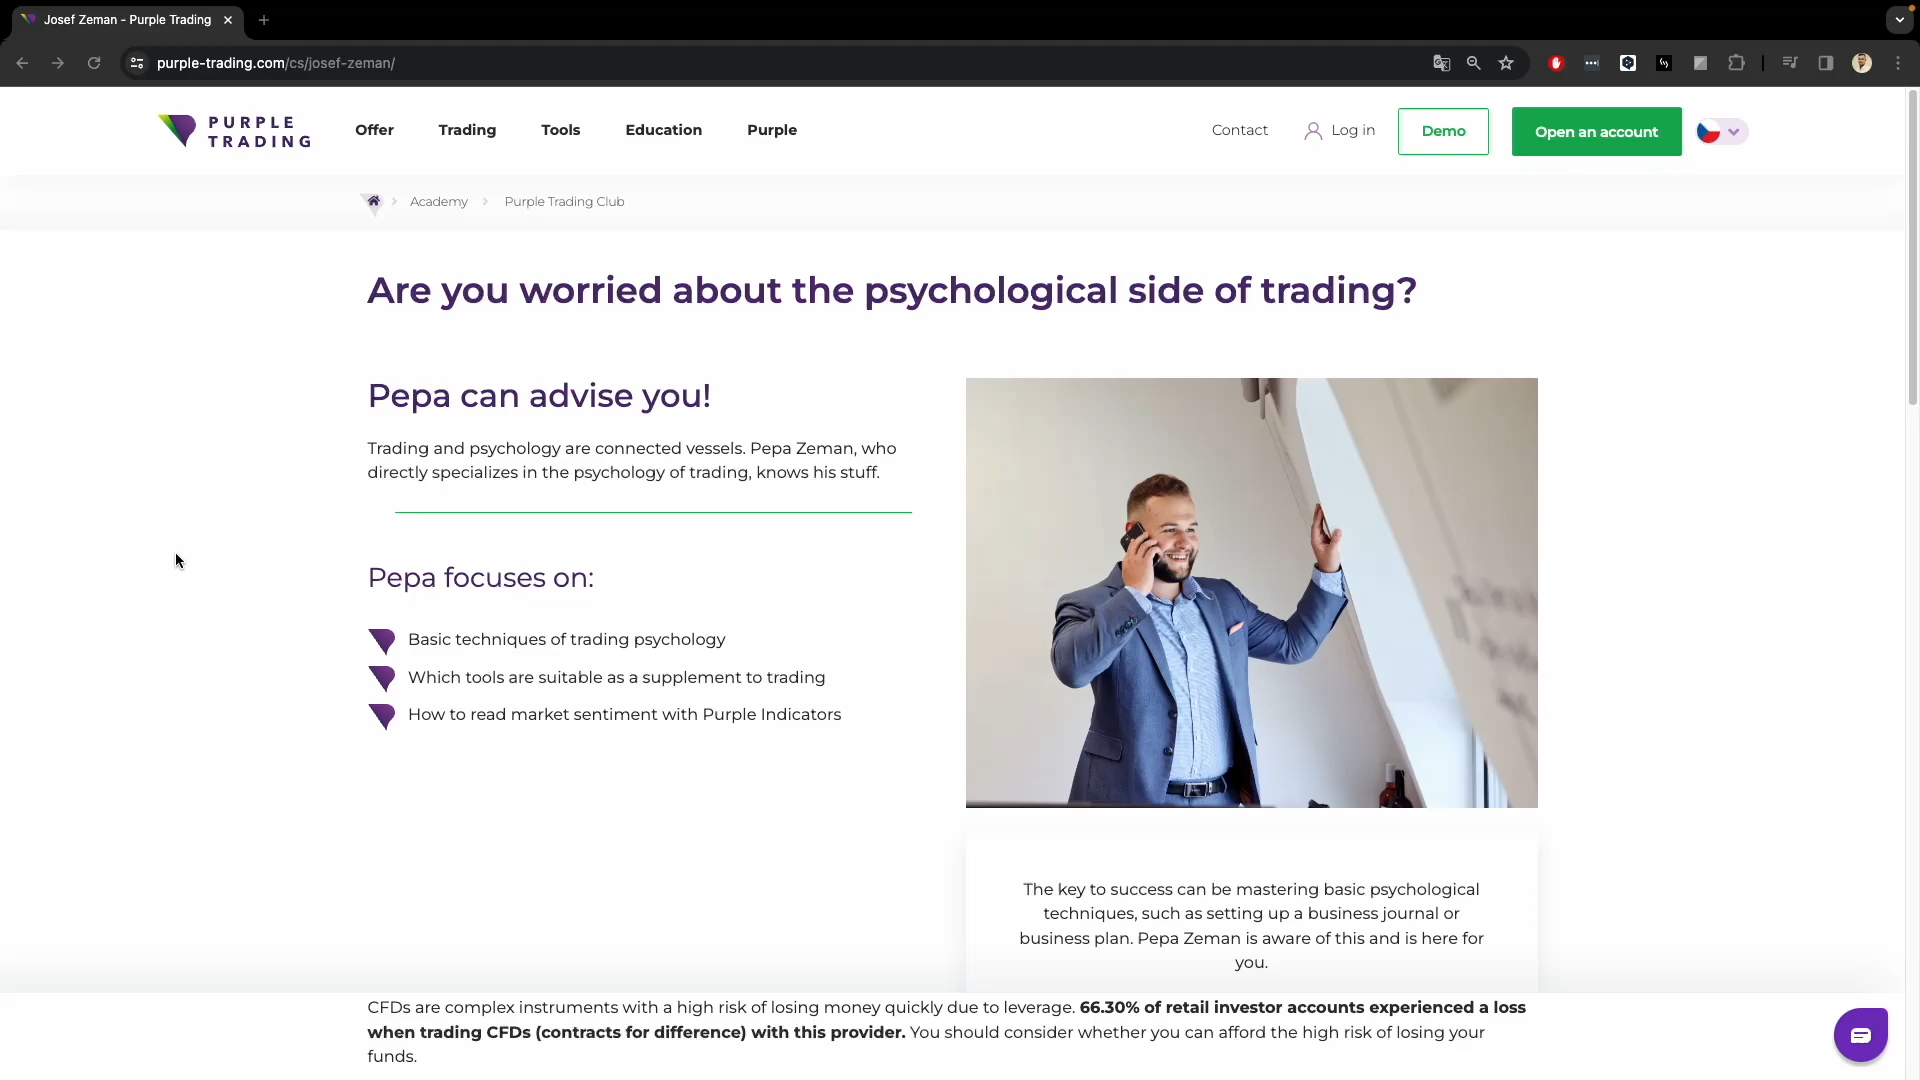 Josef Zeman - Purple Trading
purple-trading.com/cs/josef-zeman/
PURPLE
TRADING
Offer
Trading
Tools
Education
Purple
Contact
Log in
Demo
Open an account
Academy
Purple Trading Club
Are you worried about the psychological side of trading?
Pepa can advise you!
Trading and psychology are connected vessels. Pepa Zeman, who
directly specializes in the psychology of trading, knows his stuff.
Pepa focuses on:
Basic techniques of trading psychology
Which tools are suitable as a supplement to trading
How to read market sentiment with Purple Indicators
The key to success can be mastering basic psychological
techniques, such as setting up a business journal or
business plan. Pepa Zeman is aware of this and is here for
you.
CFDs are complex instruments with a high risk of losing money quickly due to leverage. 66.30% of retail investor accounts experienced a loss
when trading CFDs (contracts for difference) with this provider. You should consider whether you can afford the high risk of losing your
funds.